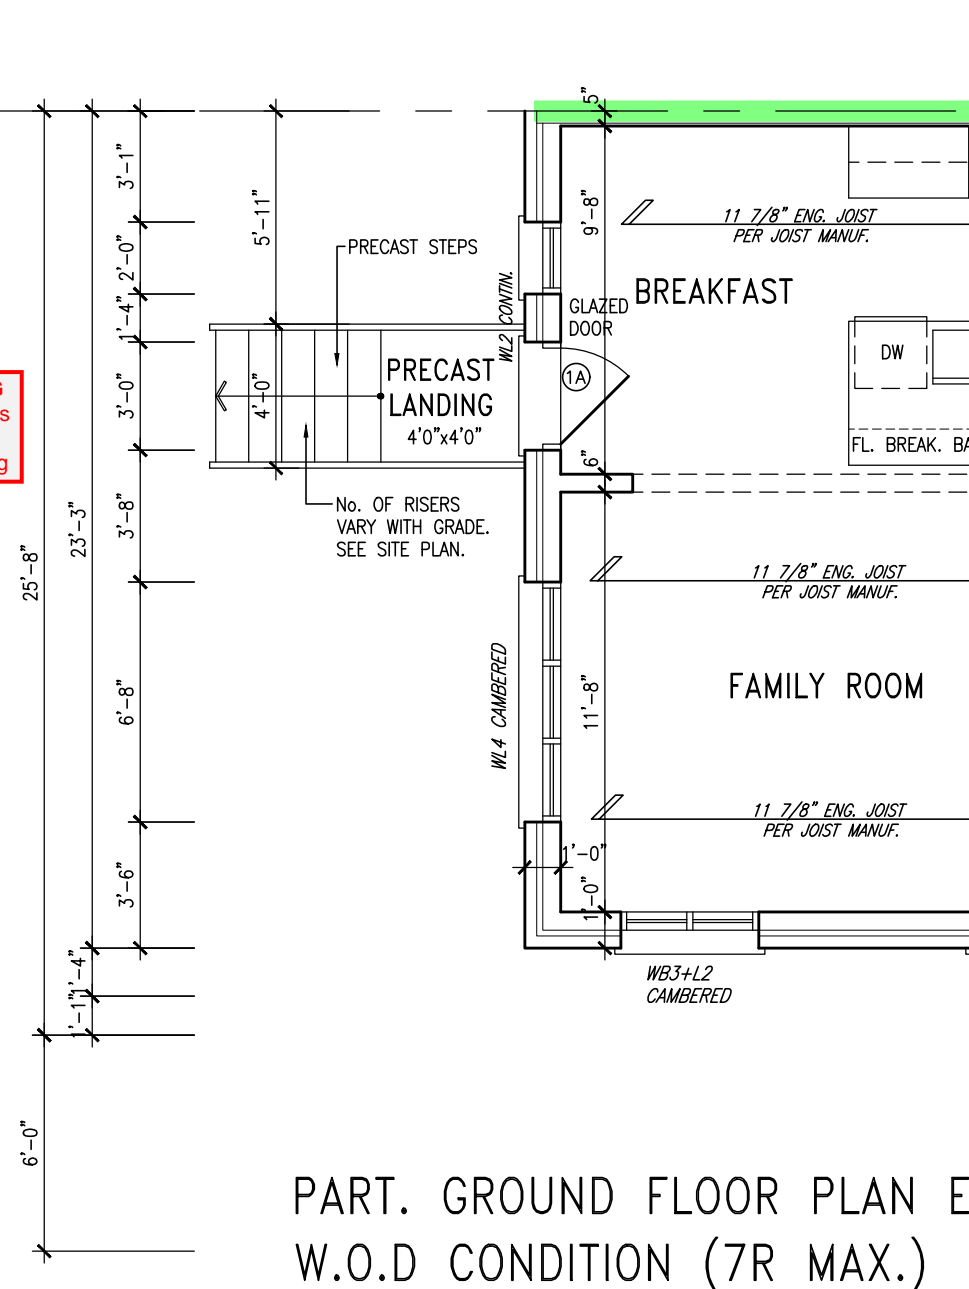 5"
3'-1"
5'-11"
9'-8"
11 7/8" ENG. JOIST
PER JOIST MANUF.
2'-0"
PRECAST STEPS
WL2 CONTIN.
BREAKFAST
GLAZED
DOOR
1'-4"
DW
PRECAST
LANDING
4'0"x4'0"
1A
3'-0"
4'-0"
s
g
FL. BREAK. BA
6"
No. OF RISERS
VARY WITH GRADE.
SEE SITE PLAN.
3'-8"
23'-3"
25'-8"
11 7/8" ENG. JOIST
PER JOIST MANUF.
WL4 CAMBERED
FAMILY ROOM
6'-8"
11'-8"
11 7/8" ENG. JOIST
PER JOIST MANUF.
1'-0"
3'-6"
1'-0"
1'-4"
1'-1"
WB3+L2
CAMBERED
6'-0"
PART. GROUND FLOOR PLAN E
W.O.D CONDITION (7R MAX.)